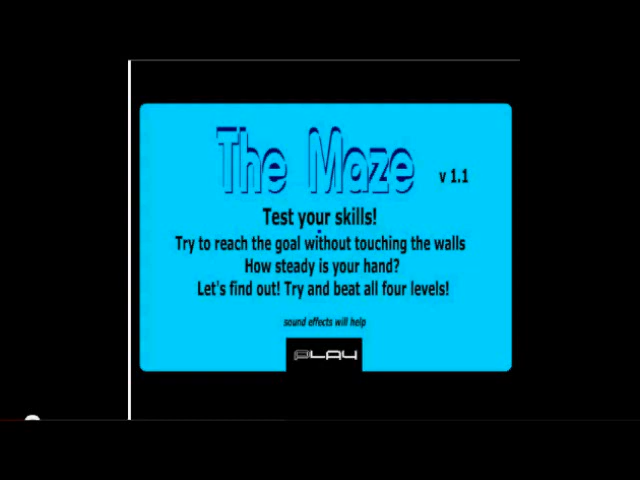 The Maze
v 1.1
Test your skills!
Try to reach the goal without touching the walls
How steady is your hand?
Let's find out! Try and beat all four levels!
sound effects will help
PLAY